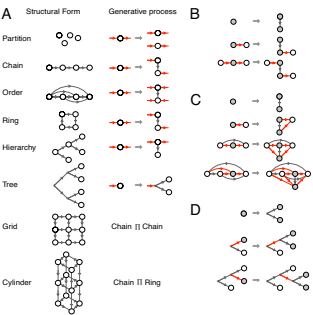 A
Structural Form
Generative process
Partition
Chain
Order
Ring
Hierarchy
Tree
Grid
Chain ∏ Chain
Cylinder
Chain ∏ Ring
B
C
D